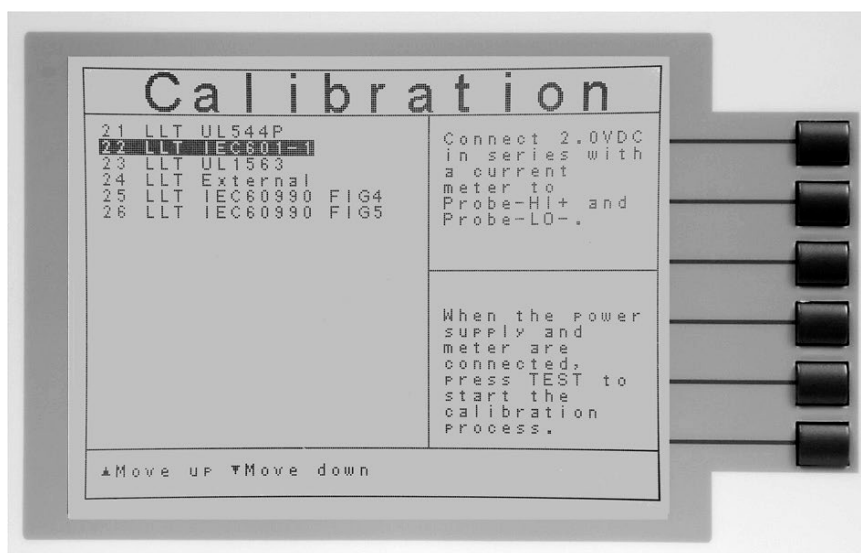 Calibration
21 LLT UL544P
22 LLT IEC601-1
23 LLT UL1563
24 LLT External
25 LLT IEC60990 FIG4
26 LLT IEC60990 FIG5
Connect 2.0VDC
in series with
a current
meter to
Probe-HI+ and
Probe-LO-.
When the power
supply and
meter are
connected,
press TEST to
start the
calibration
process.
▲Move up ▼Move down